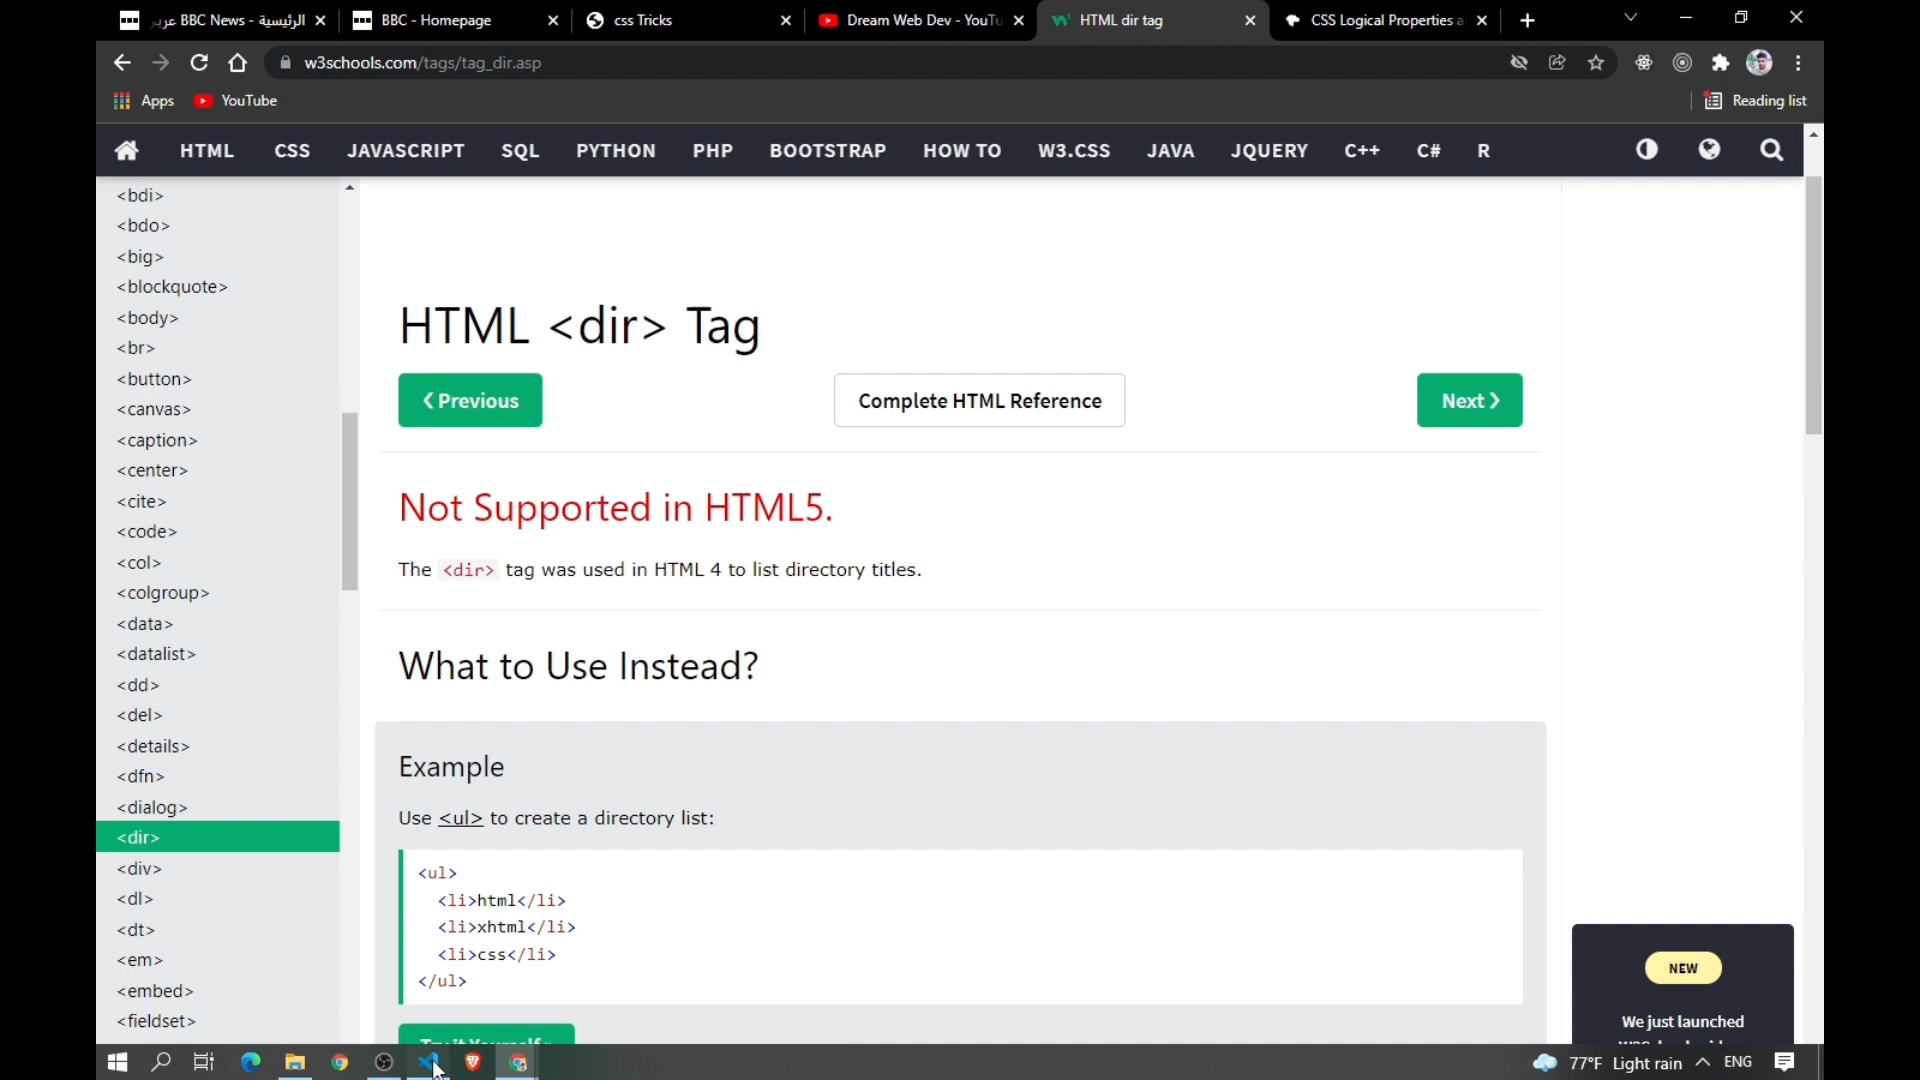 الرئيسية - BBC News عربي
BBC - Homepage
css Tricks
Dream Web Dev - YouTu
HTML dir tag
CSS Logical Properties a
w3schools.com/tags/tag_dir.asp
Apps
YouTube
Reading list
HTML
CSS
JAVASCRIPT
SQL
PYTHON
PHP
BOOTSTRAP
HOW TO
W3.CSS
JAVA
JQUERY
C++
C#
R
<bdi>
<bdo>
<big>
<blockquote>
<body>
<br>
<button>
<canvas>
<caption>
<center>
<cite>
<code>
<col>
<colgroup>
<data>
<datalist>
<dd>
<del>
<details>
<dfn>
<dialog>
<dir>
<div>
<dl>
<dt>
<em>
<embed>
<fieldset>
HTML <dir> Tag
❮ Previous
Complete HTML Reference
Next ❯
Not Supported in HTML5.
The <dir> tag was used in HTML 4 to list directory titles.
What to Use Instead?
Example
Use <ul> to create a directory list:
<ul>
<li>html</li>
<li>xhtml</li>
<li>css</li>
</ul>
Try it Yourself »
NEW
We just launched
77°F Light rain
ENG